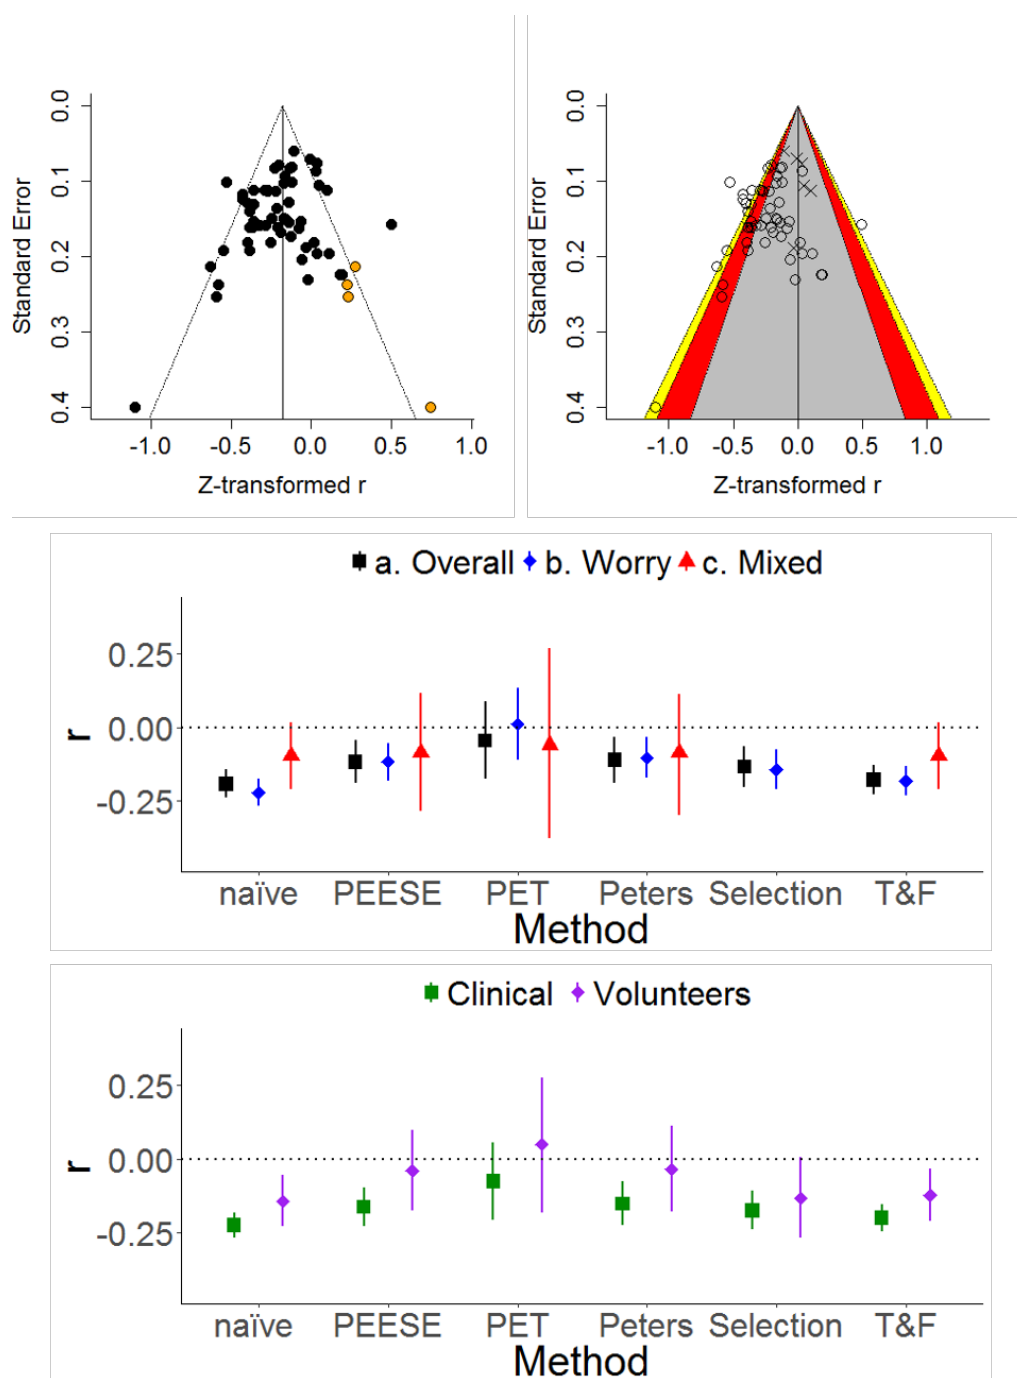 0.0
0.1
0.2
0.3
0.4
Standard Error
-1.0 -0.5 0.0 0.5 1.0
Z-transformed r
0.0
0.1
0.2
0.3
0.4
Standard Error
-1.0 -0.5 0.0 0.5 1.0
Z-transformed r
a. Overall b. Worry c. Mixed
0.25
0.00
-0.25
r
naïve PEESE PET Peters Selection T&F
Method
Clinical Volunteers
0.25
0.00
-0.25
r
naïve PEESE PET Peters Selection T&F
Method